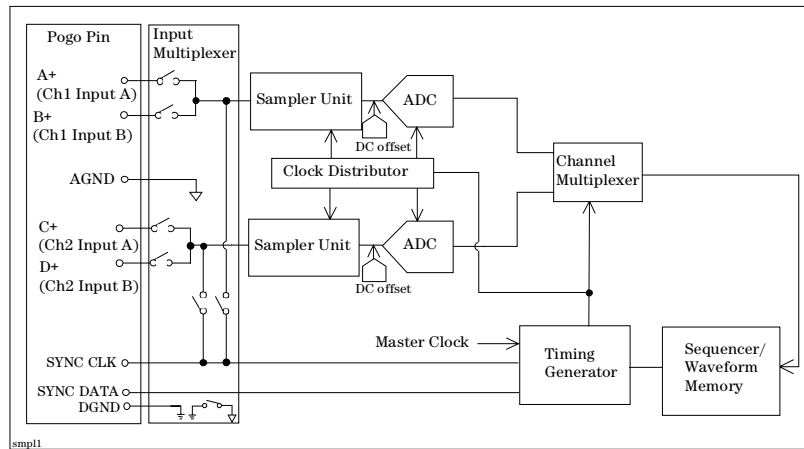 Pogo Pin
Input
Multiplexer
A+
(Ch1 Input A)
B+
(Ch1 Input B)
AGND
C+
(Ch2 Input A)
D+
(Ch2 Input B)
SYNC CLK
SYNC DATA
DGND
Sampler Unit
ADC
DC offset
Clock Distributor
Channel
Multiplexer
Sampler Unit
ADC
DC offset
Master Clock
Timing
Generator
Sequencer/
Waveform
Memory
smpl1